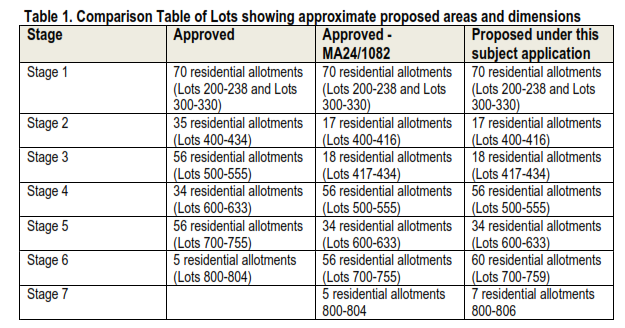 Table 1. Comparison Table of Lots showing approximate proposed areas and dimensions
Stage
Approved
Approved -
MA24/1082
Proposed under this
subject application
Stage 1
70 residential allotments
(Lots 200-238 and Lots
300-330)
70 residential allotments
(Lots 200-238 and Lots
300-330)
70 residential allotments
(Lots 200-238 and Lots
300-330)
Stage 2
35 residential allotments
(Lots 400-434)
17 residential allotments
(Lots 400-416)
17 residential allotments
(Lots 400-416)
Stage 3
56 residential allotments
(Lots 500-555)
18 residential allotments
(Lots 417-434)
18 residential allotments
(Lots 417-434)
Stage 4
34 residential allotments
(Lots 600-633)
56 residential allotments
(Lots 500-555)
56 residential allotments
(Lots 500-555)
Stage 5
56 residential allotments
(Lots 700-755)
34 residential allotments
(Lots 600-633)
34 residential allotments
(Lots 600-633)
Stage 6
5 residential allotments
(Lots 800-804)
56 residential allotments
(Lots 700-755)
60 residential allotments
(Lots 700-759)
Stage 7
5 residential allotments
800-804
7 residential allotments
800-806